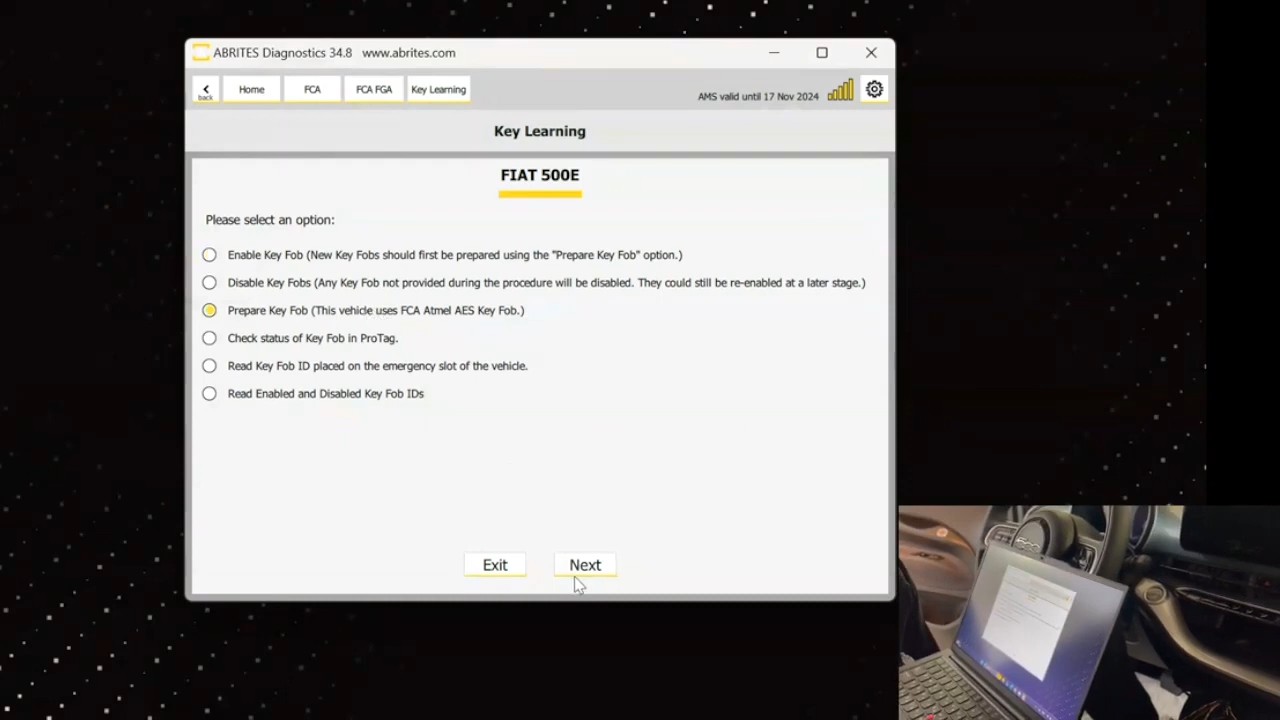 ABRITES Diagnostics 34.8 www.abrites.com
back
Home
FCA
FCA FGA
Key Learning
AMS valid until 17 Nov 2024
Key Learning
FIAT 500E
Please select an option:
Enable Key Fob (New Key Fobs should first be prepared using the "Prepare Key Fob" option.)
Disable Key Fobs (Any Key Fob not provided during the procedure will be disabled. They could still be re-enabled at a later stage.)
Prepare Key Fob (This vehicle uses FCA Atmel AES Key Fob.)
Check status of Key Fob in ProTag.
Read Key Fob ID placed on the emergency slot of the vehicle.
Read Enabled and Disabled Key Fob IDs
Exit
Next
500